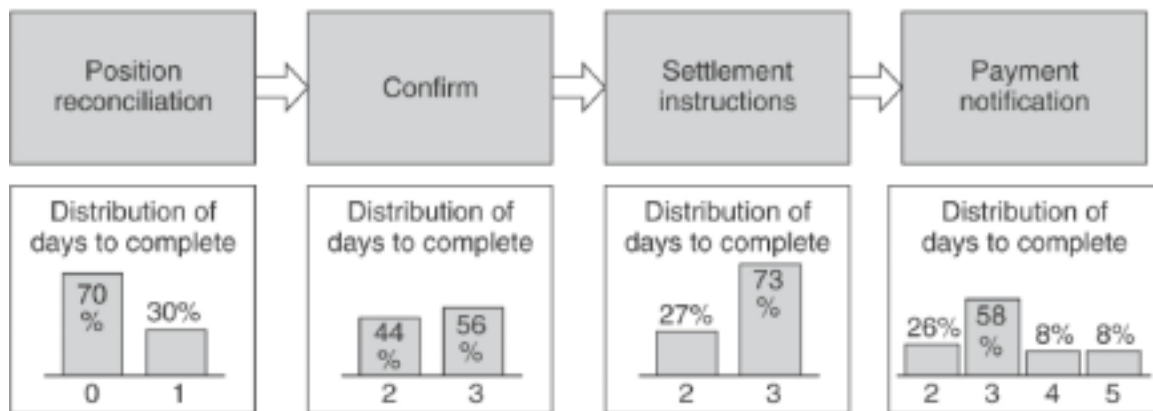 Position
reconciliation
Confirm
Settlement
instructions
Payment
notification
Distribution of
days to complete
70
%
30%
0 1
Distribution of
days to complete
44
%
56
%
2 3
Distribution of
days to complete
27%
73
%
2 3
Distribution of
days to complete
26%
58
%
8% 8%
2 3 4 5